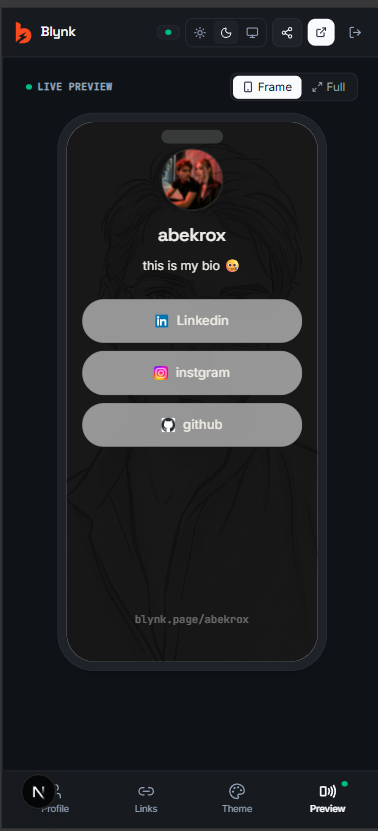 Blynk
LIVE PREVIEW
Frame
Full
abekrox
this is my bio 🤪
Linkedin
instgram
github
blynk.page/abekrox
N
Profile
Links
Theme
Preview